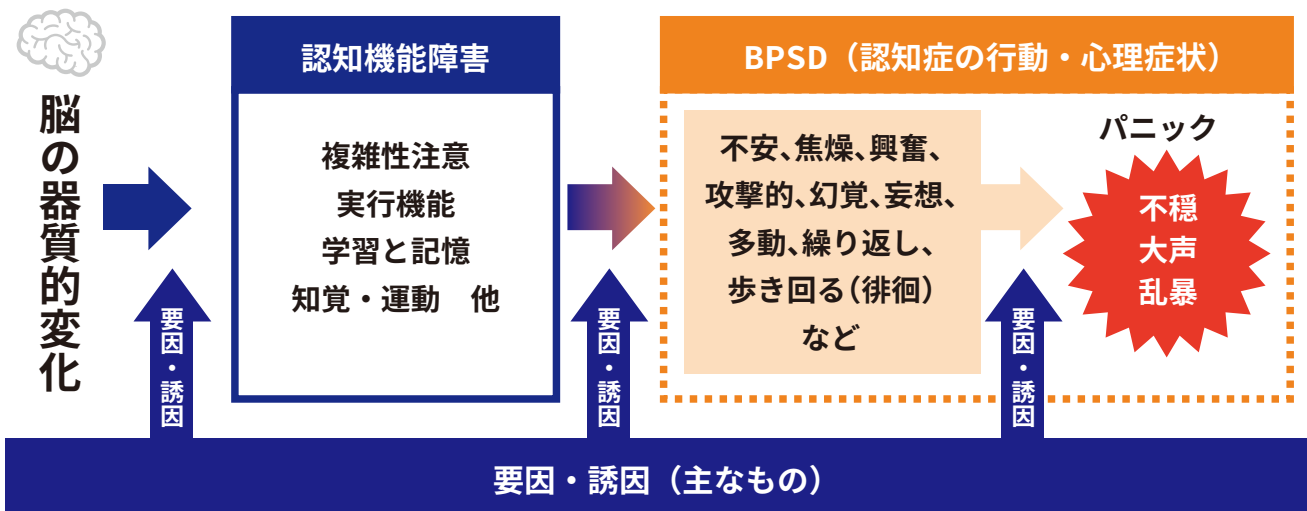 脳の器質的変化
認知機能障害
複雑性注意
実行機能
学習と記憶
知覚・運動　他
BPSD（認知症の行動・心理症状）
不安、焦燥、興奮、
攻撃的、幻覚、妄想、
多動、繰り返し、
歩き回る（徘徊）
など
パニック
不穏
大声
乱暴
要因・誘因
要因・誘因
要因・誘因
要因・誘因（主なもの）